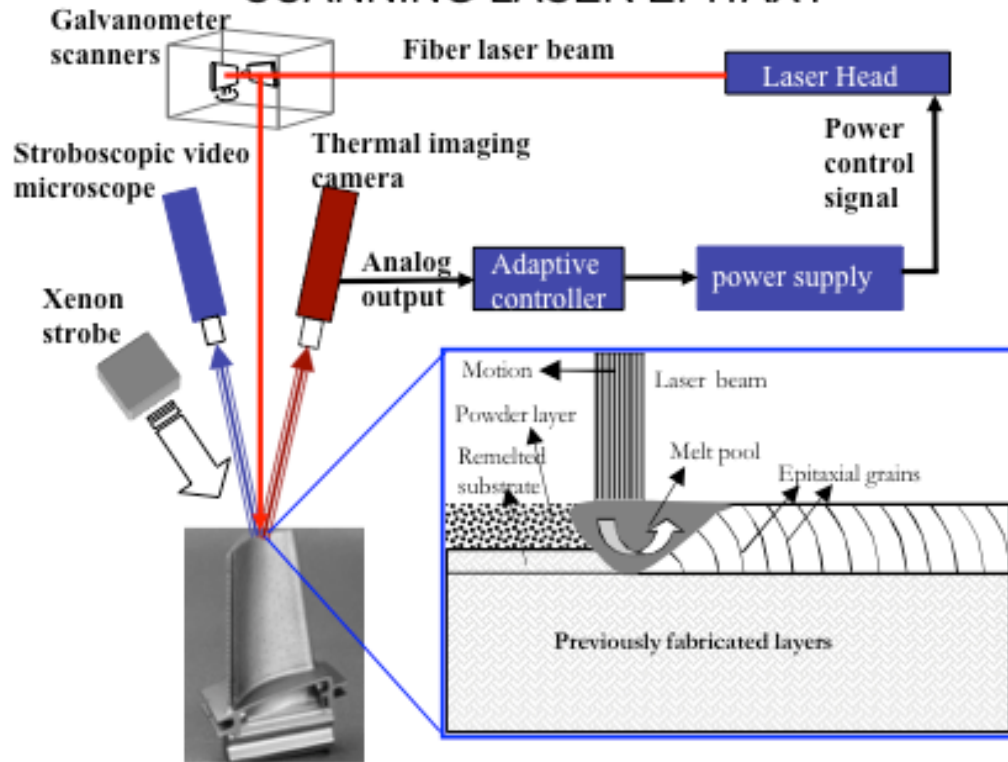 Galvanometer
scanners
Fiber laser beam
Laser Head
Stroboscopic video
microscope
Thermal imaging
camera
Power
control
signal
Analog
output
Adaptive
controller
power supply
Xenon
strobe
Motion
Laser beam
Powder layer
Melt pool
Remelted
substrate
Epitaxial grains
Previously fabricated layers